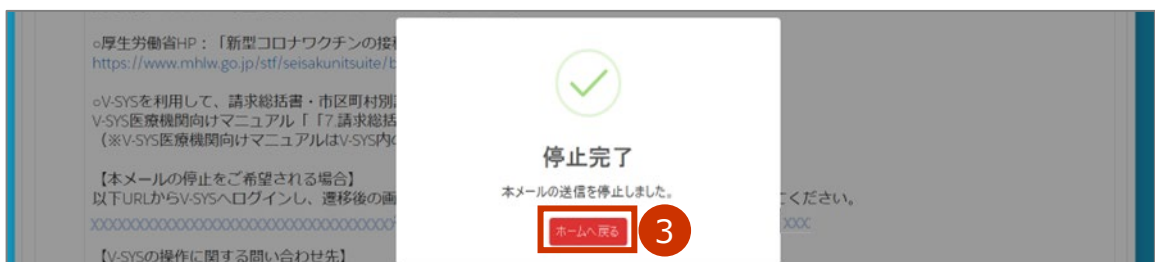 ○厚生労働省HP:「新型コロナワクチンの接
https://www.mhlw.go.jp/stf/seisakunitsuite/b
○V-SYSを利用して、請求総括書・市区町村別
V-SYS医療機関向けマニュアル「「7.請求総括
(※V-SYS医療機関向けマニュアルはV-SYS内
停止完了
【本メールの停止をご希望される場合】
本メールの送信を停止しました。
以下URLからV-SYSへログインし、遷移後の画
てください。
XXXXXXXXXXXXXXXXXXXXXXXXXXXXXXXXXXX
ホームへ戻る
3
XXX
【V-SYSの操作に関する問い合わせ先】